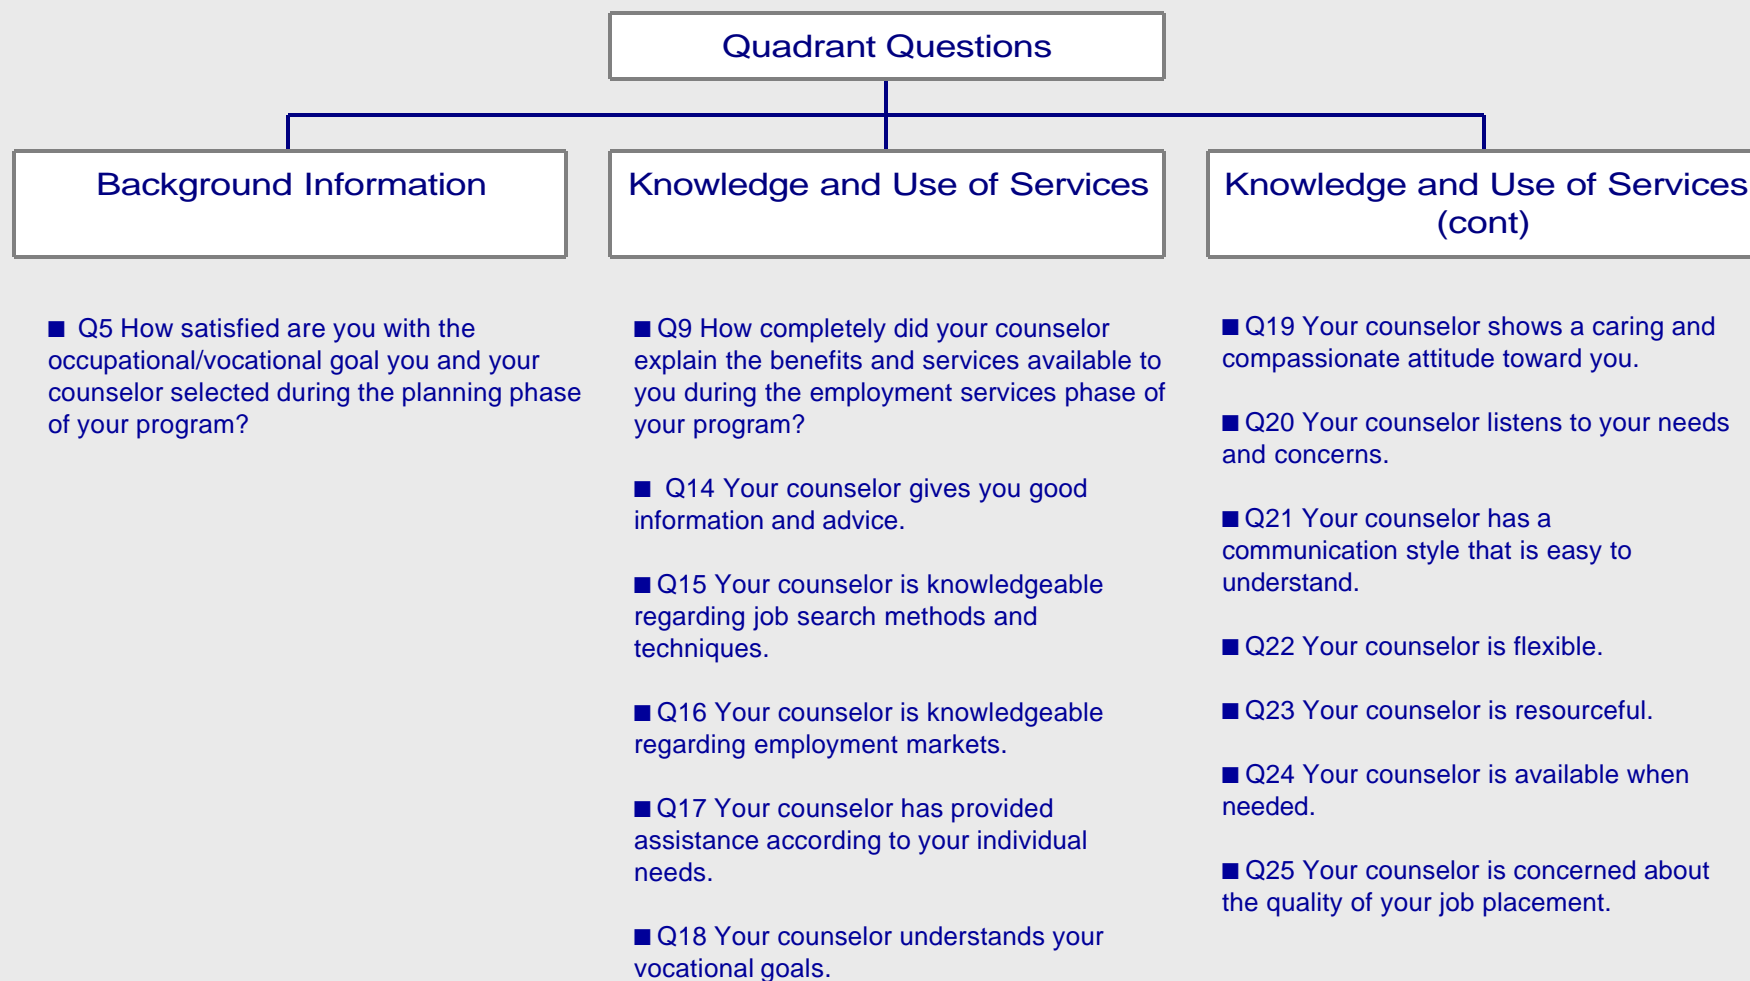 Quadrant Questions
Background Information
■ Q5 How satisfied are you with the
occupational/vocational goal you and your
counselor selected during the planning phase
of your program?
Knowledge and Use of Services
■ Q9 How completely did your counselor
explain the benefits and services available to
you during the employment services phase of
your program?
■ Q14 Your counselor gives you good
information and advice.
■ Q15 Your counselor is knowledgeable
regarding job search methods and
techniques.
■ Q16 Your counselor is knowledgeable
regarding employment markets.
■ Q17 Your counselor has provided
assistance according to your individual
needs.
■ Q18 Your counselor understands your
vocational goals.
Knowledge and Use of Services
(cont)
■ Q19 Your counselor shows a caring and
compassionate attitude toward you.
■ Q20 Your counselor listens to your needs
and concerns.
■ Q21 Your counselor has a
communication style that is easy to
understand.
■ Q22 Your counselor is flexible.
■ Q23 Your counselor is resourceful.
■ Q24 Your counselor is available when
needed.
■ Q25 Your counselor is concerned about
the quality of your job placement.